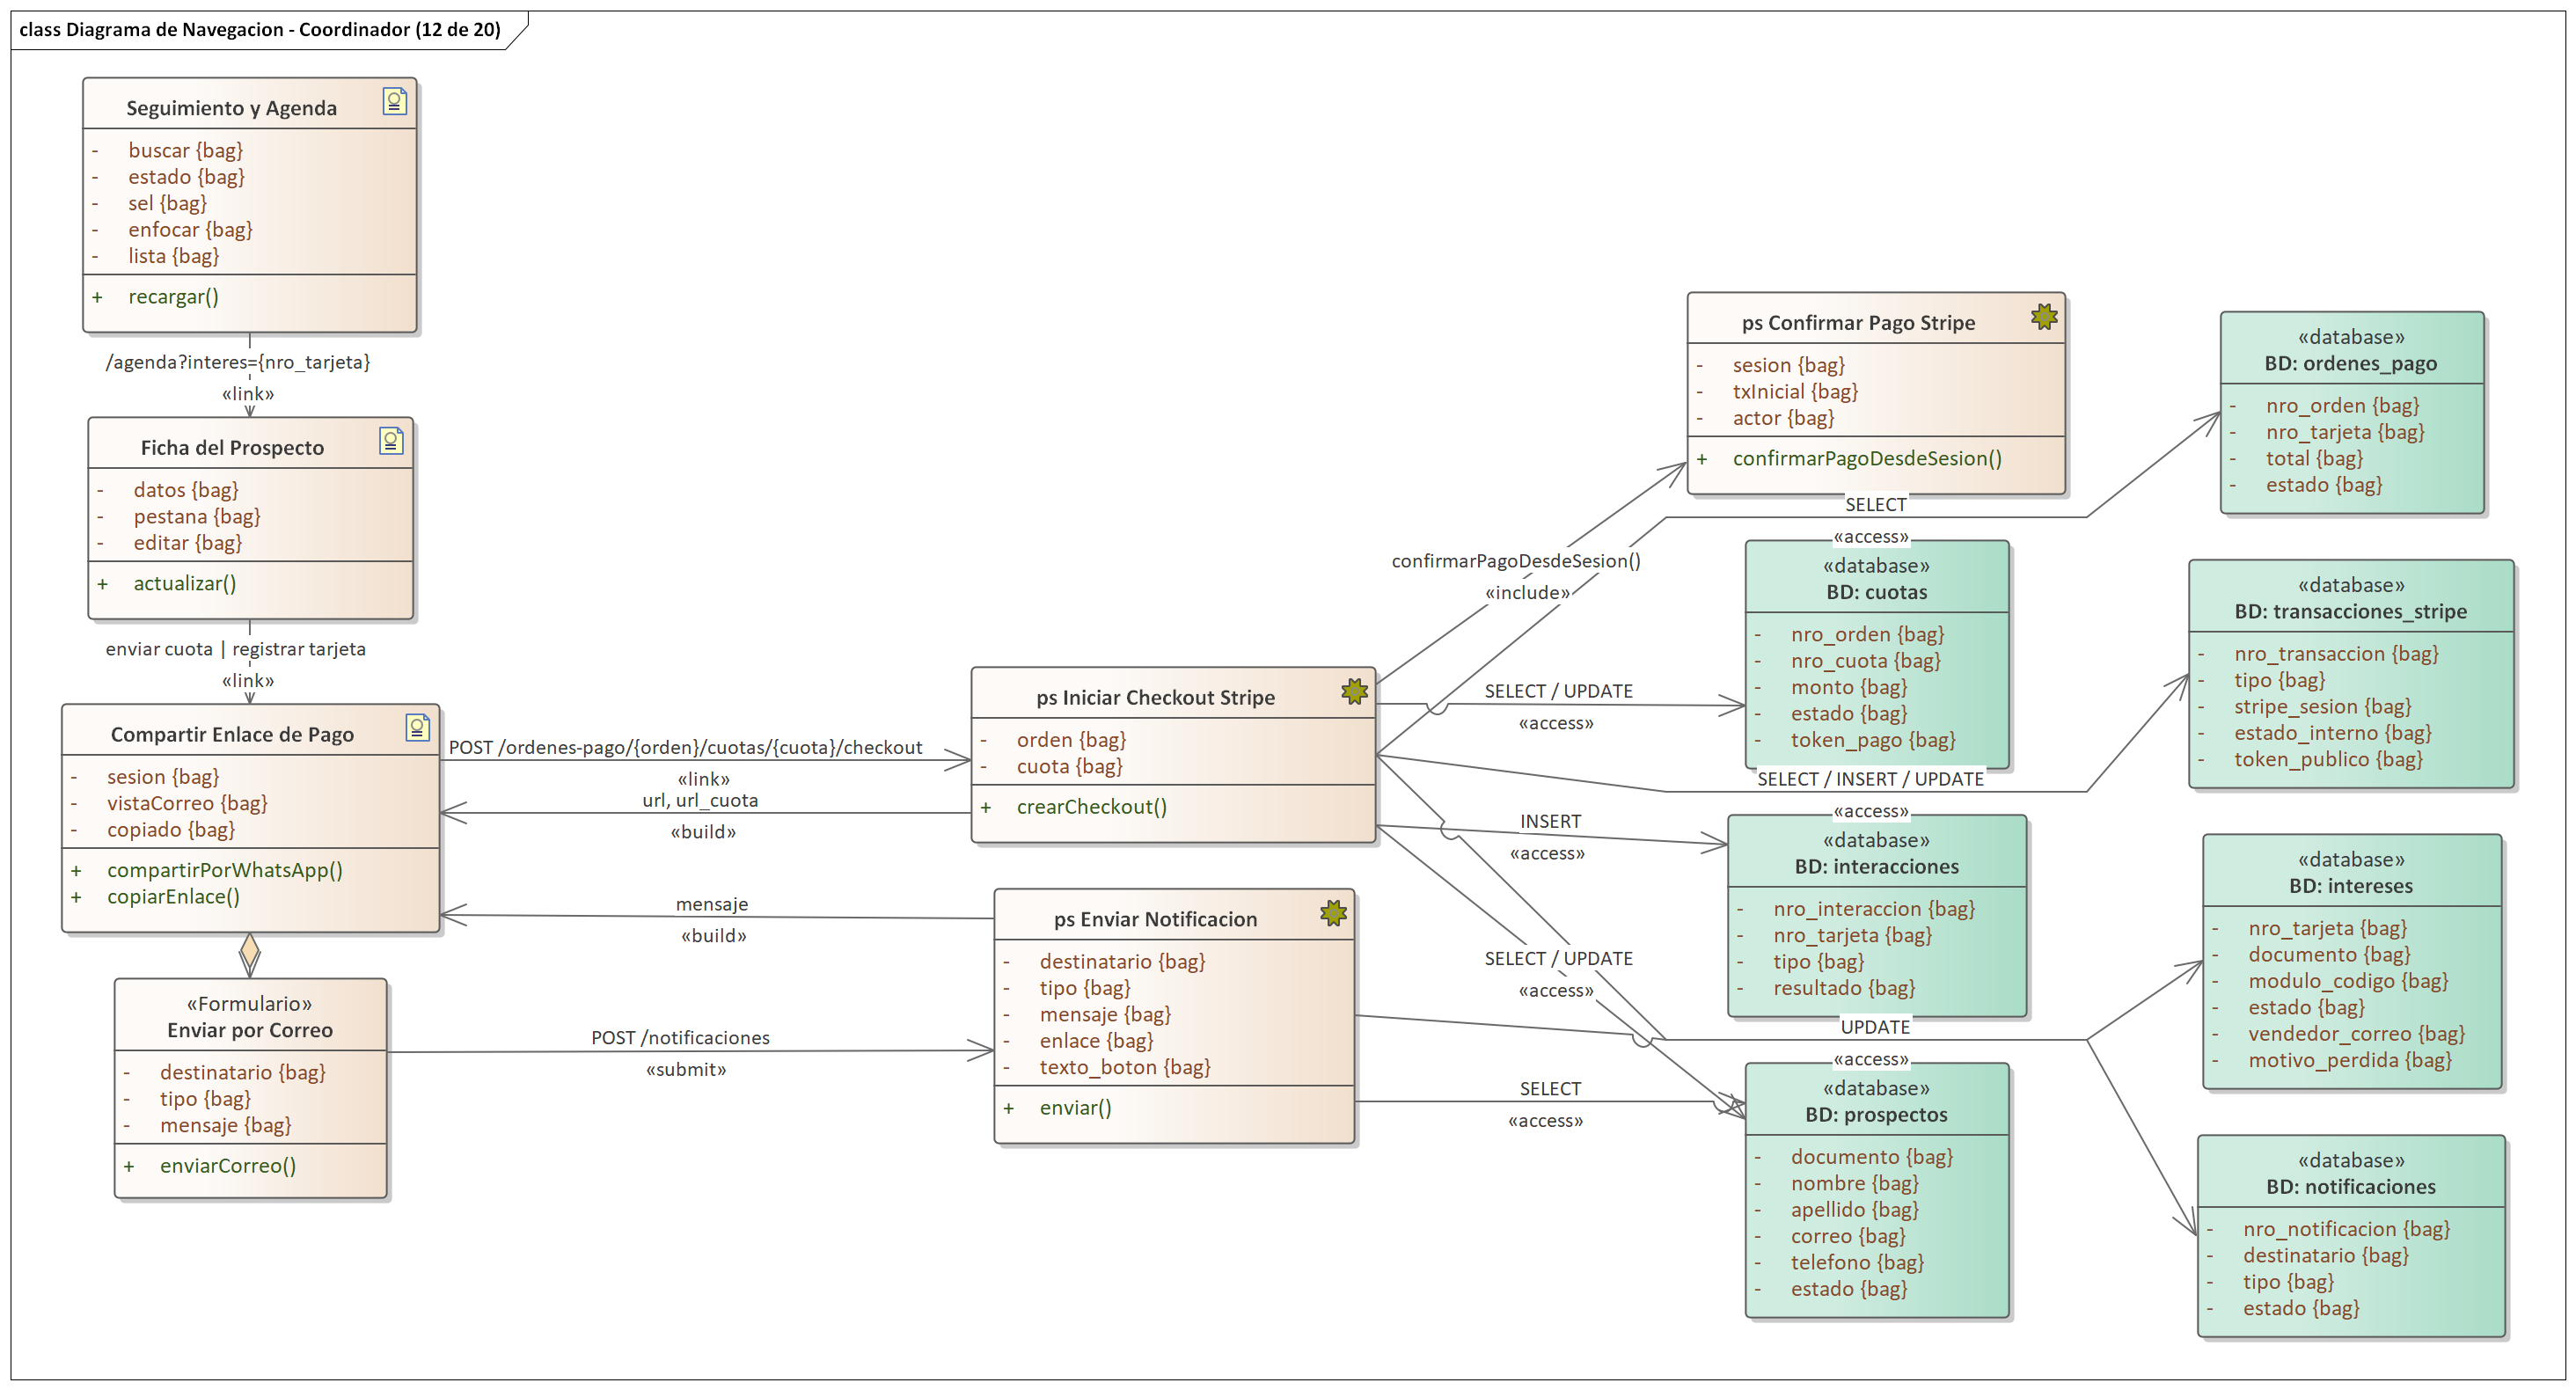 class Diagrama de Navegacion - Coordinador (12 de 20)
Seguimiento y Agenda
- buscar {bag}
- estado {bag}
- sel {bag}
- enfocar {bag}
- lista {bag}
+ recargar()
/agenda?interes={nro_tarjeta}
«link»
Ficha del Prospecto
- datos {bag}
- pestana {bag}
- editar {bag}
+ actualizar()
enviar cuota | registrar tarjeta
«link»
Compartir Enlace de Pago
- sesion {bag}
- vistaCorreo {bag}
- copiado {bag}
+ compartirPorWhatsApp()
+ copiarEnlace()
«Formulario»
Enviar por Correo
- destinatario {bag}
- tipo {bag}
- mensaje {bag}
+ enviarCorreo()
POST /ordenes-pago/{orden}/cuotas/{cuota}/checkout
«link»
url, url_cuota
«build»
mensaje
«build»
POST /notificaciones
«submit»
ps Iniciar Checkout Stripe
- orden {bag}
- cuota {bag}
+ crearCheckout()
ps Enviar Notificacion
- destinatario {bag}
- tipo {bag}
- mensaje {bag}
- enlace {bag}
- texto_boton {bag}
+ enviar()
confirmarPagoDesdeSesion()
«include»
SELECT / UPDATE
«access»
INSERT
«access»
SELECT / UPDATE
«access»
SELECT
«access»
ps Confirmar Pago Stripe
- sesion {bag}
- txInicial {bag}
- actor {bag}
+ confirmarPagoDesdeSesion()
SELECT
«access»
«database»
BD: cuotas
- nro_orden {bag}
- nro_cuota {bag}
- monto {bag}
- estado {bag}
- token_pago {bag}
SELECT / INSERT / UPDATE
«access»
«database»
BD: interacciones
- nro_interaccion {bag}
- nro_tarjeta {bag}
- tipo {bag}
- resultado {bag}
UPDATE
«access»
«database»
BD: prospectos
- documento {bag}
- nombre {bag}
- apellido {bag}
- correo {bag}
- telefono {bag}
- estado {bag}
«database»
BD: ordenes_pago
- nro_orden {bag}
- nro_tarjeta {bag}
- total {bag}
- estado {bag}
«database»
BD: transacciones_stripe
- nro_transaccion {bag}
- tipo {bag}
- stripe_sesion {bag}
- estado_interno {bag}
- token_publico {bag}
«database»
BD: intereses
- nro_tarjeta {bag}
- documento {bag}
- modulo_codigo {bag}
- estado {bag}
- vendedor_correo {bag}
- motivo_perdida {bag}
«database»
BD: notificaciones
- nro_notificacion {bag}
- destinatario {bag}
- tipo {bag}
- estado {bag}